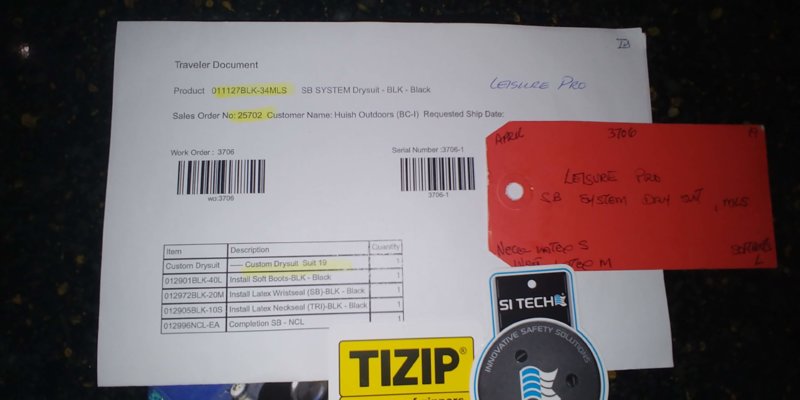 Traveler Document
Product 011127BLK-34MLS SB SYSTEM Drysuit - BLK - Black
LEISURE PRO
Sales Order No: 25702 Customer Name: Huish Outdoors (BC-I) Requested Ship Date:
Work Order : 3706
wo:3706
Serial Number :3706-1
3706-1
Item Description Quantity
Custom Drysuit ---- Custom Drysuit Suit 19 1
012901BLK-40L Install Soft Boots-BLK - Black 1
012972BLK-20M Install Latex Wristseal (SB)-BLK - Black 1
012905BLK-10S Install Latex Neckseal (TRI)-BLK - Black 1
012996NCL-EA Completion SB - NCL 1
APRIL 3706 19
LEISURE PRO
SB SYSTEM DRY SUIT, MLS
NECK LATEX S
WRIST LATEX M
L
TIZIP®
SI TECH
INNOVATIVE SAFETY SOLUTIONS